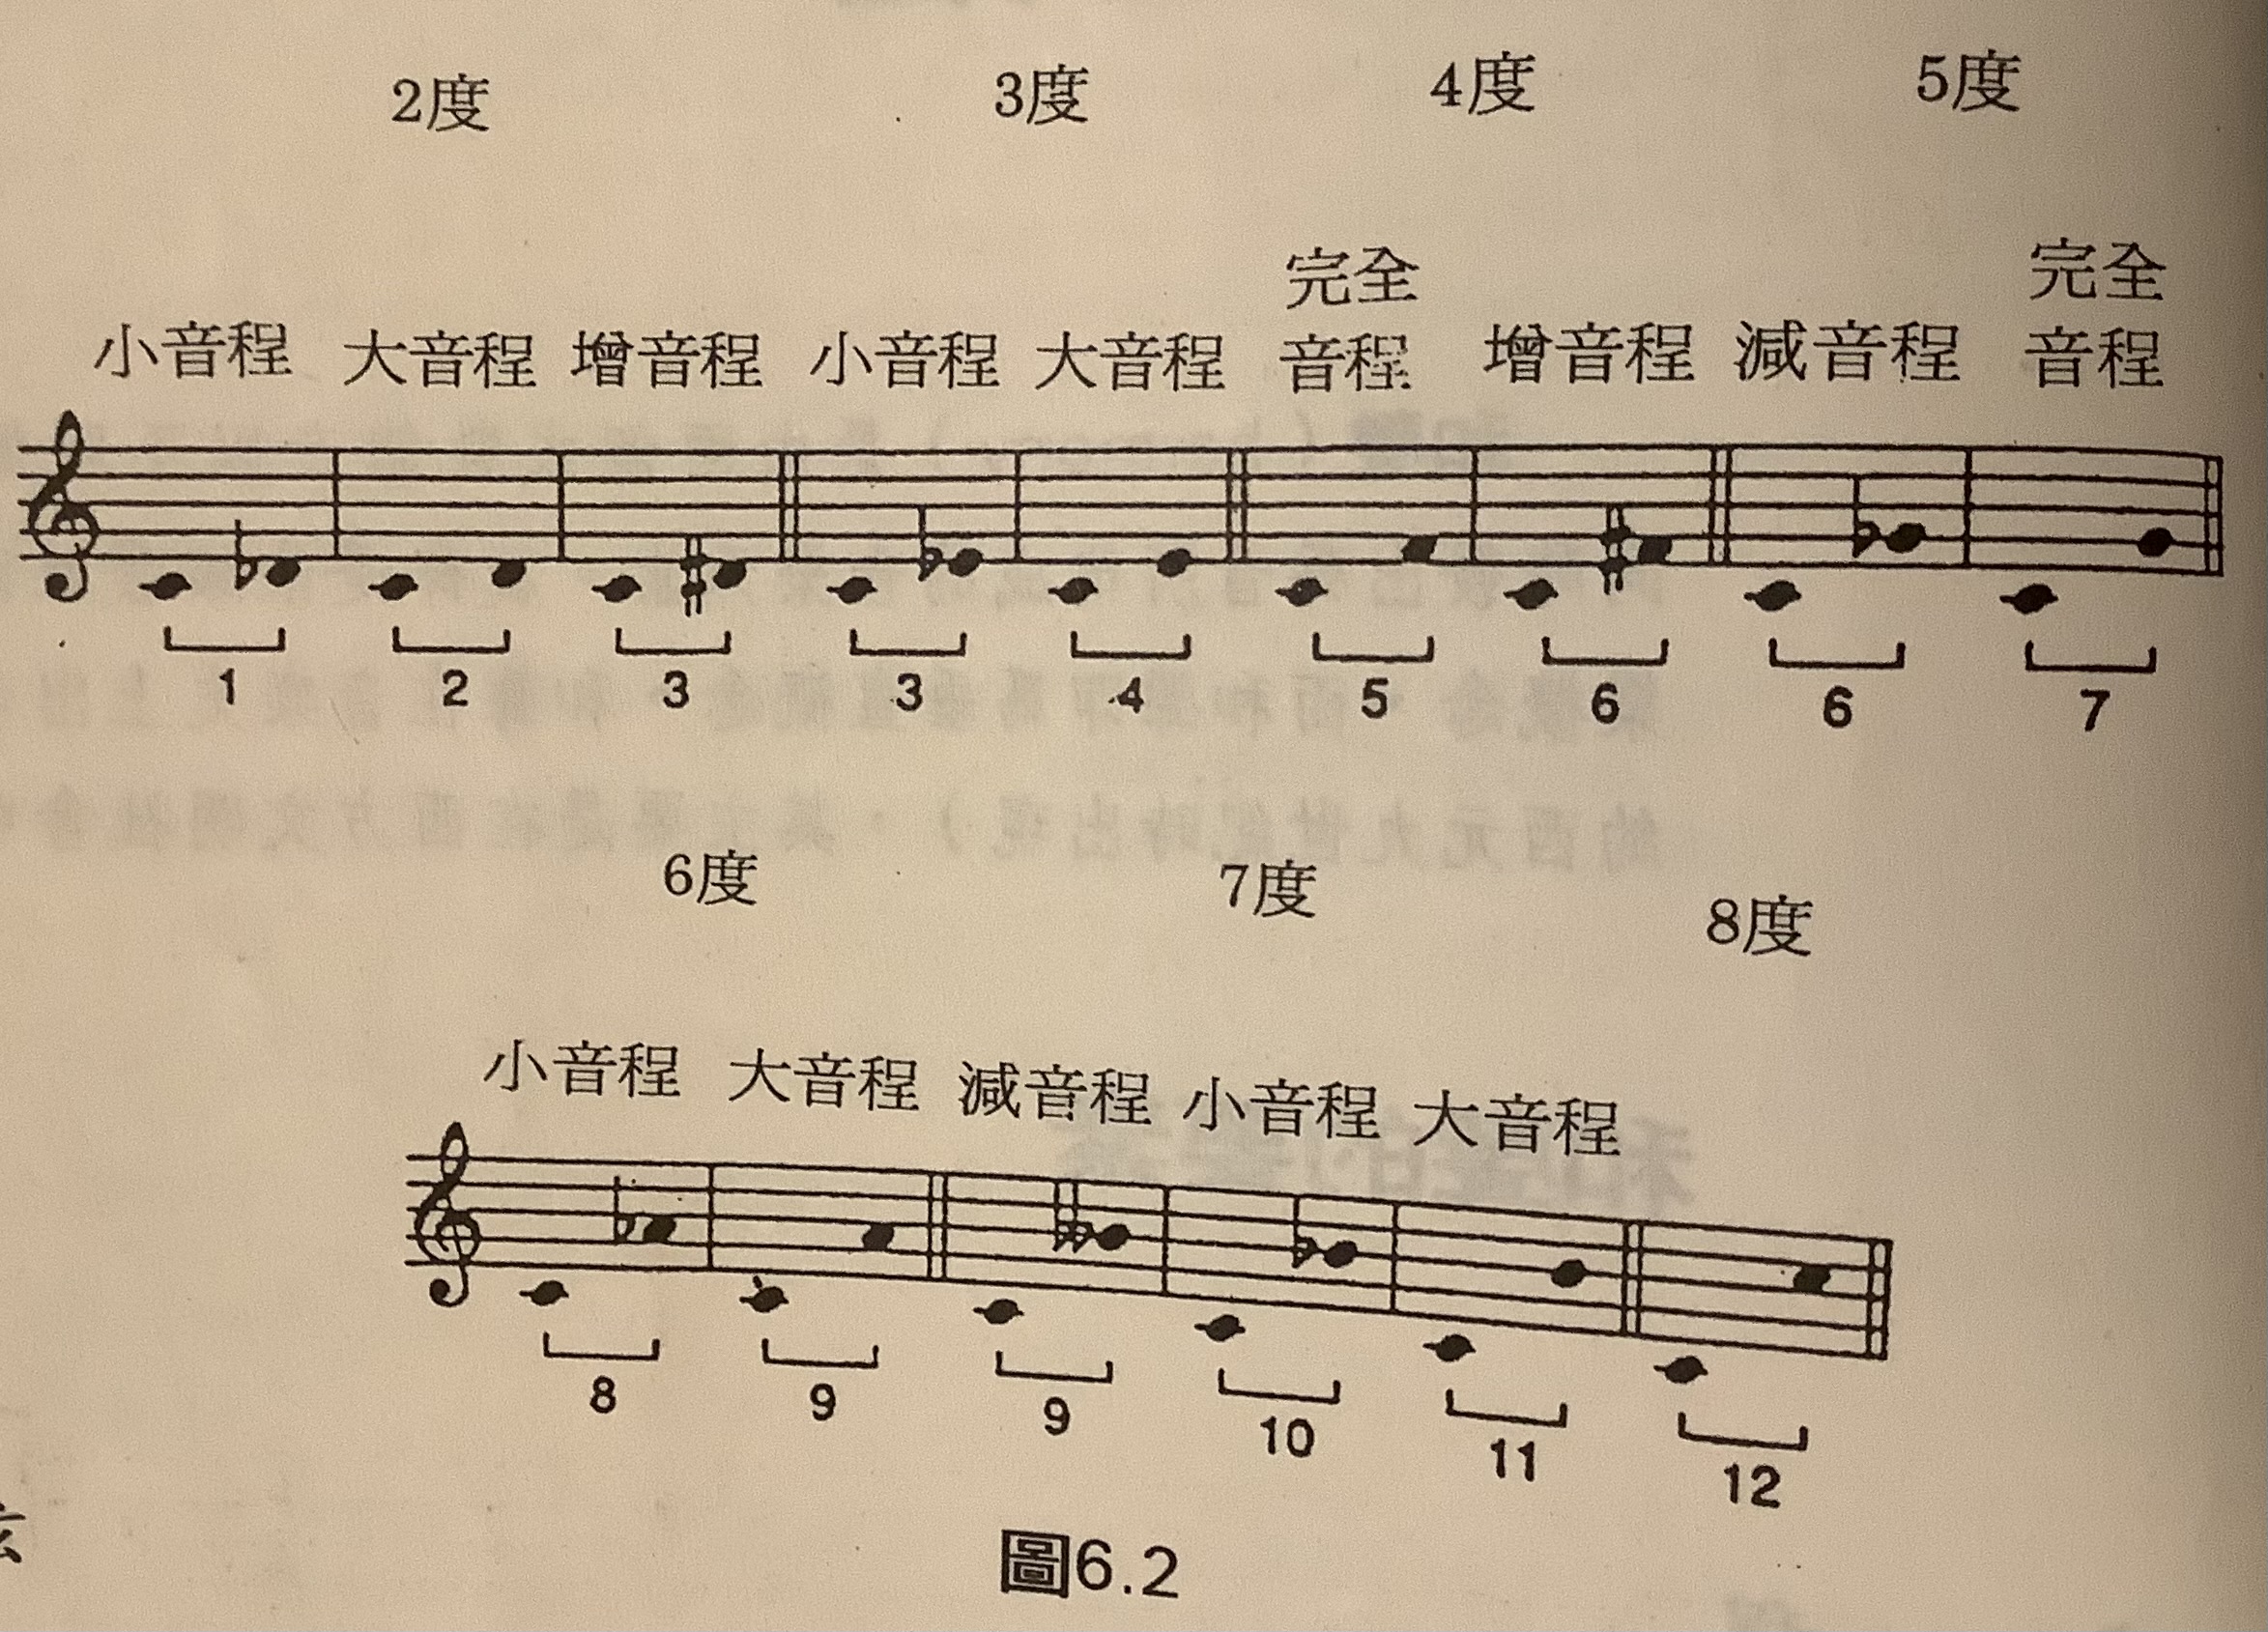 2度 3度 4度 5度
完全 完全
小音程 大音程 增音程 小音程 大音程 音程 增音程 減音程 音程
1 2 3 3 4 5 6 6 7
6度 7度 8度
小音程 大音程 減音程 小音程 大音程
8 9 9 10 11 12
圖6.2